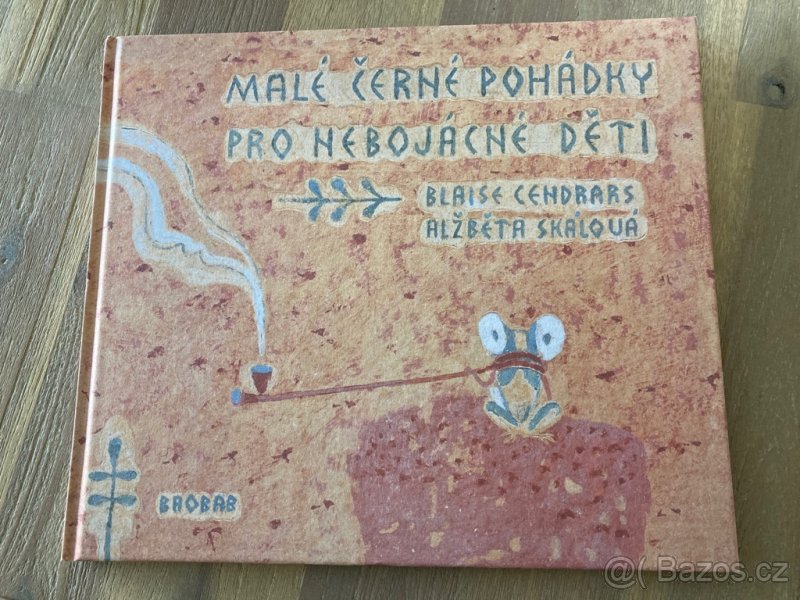 MALÉ ČERNÉ POHÁDKY
PRO NEBOJÁCNÉ DĚTI
BLAISE CENDRARS
ALŽBĚTA SKÁLOVÁ
BAOBAB
@( Bazos.cz